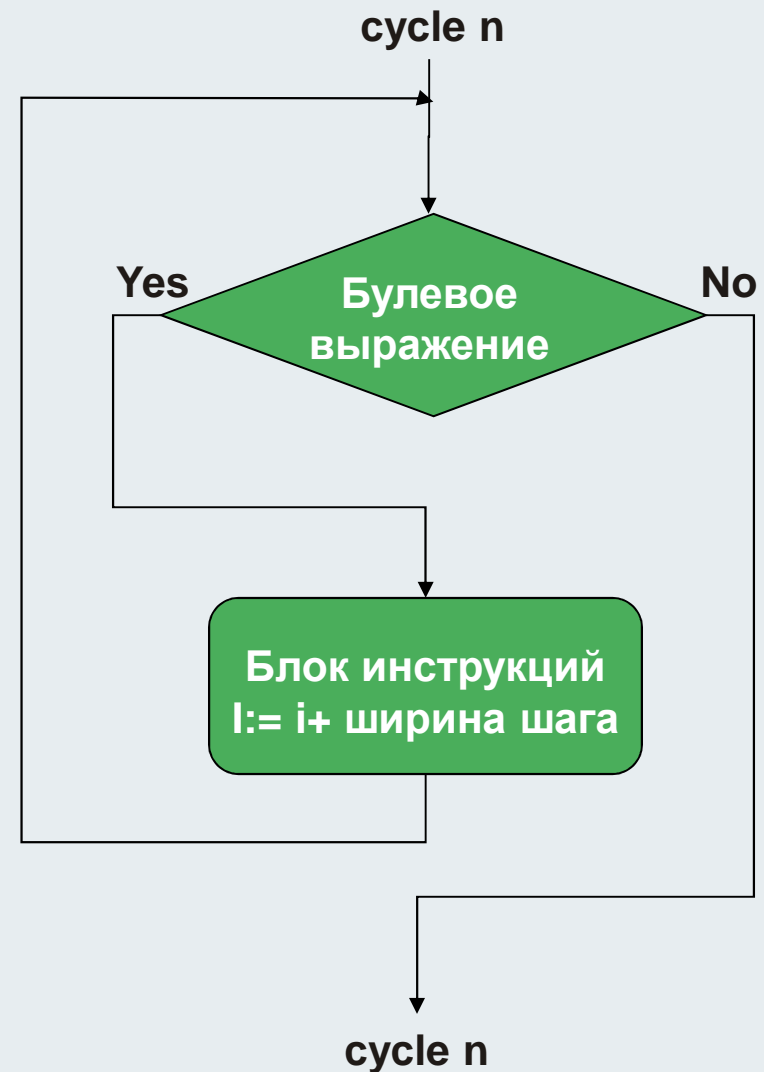 cycle n
Yes
No
Булевое
выражение
Блок инструкций
I:= i+ ширина шага
cycle n